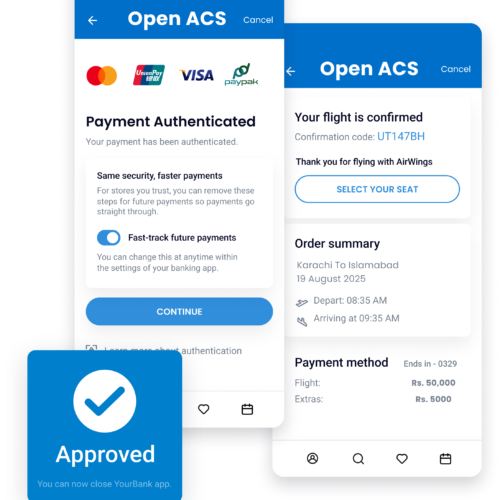 Open ACS
Cancel
UnionPay
银联
VISA
paypak
Payment Authenticated
Your payment has been authenticated.
Same security, faster payments
For stores you trust, you can remove these
steps for future payments so payments go
straight through.
Fast-track future payments
You can change this at anytime within
the settings of your banking app.
CONTINUE
Learn more about authentication
Approved
You can now close YourBank app.
Open ACS
Cancel
Your flight is confirmed
Confirmation code: UT147BH
Thank you for flying with AirWings
SELECT YOUR SEAT
Order summary
Karachi To Islamabad
19 August 2025
Depart: 08:35 AM
Arriving at 09:35 AM
Payment method Ends in - 0329
Flight: Rs. 50,000
Extras: Rs. 5000